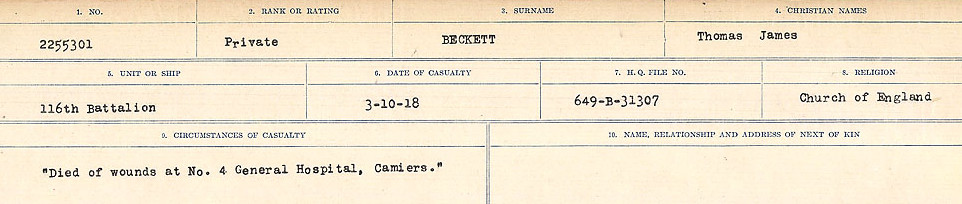 1. NO. 2. RANK OR RATING 3. SURNAME 4. CHRISTIAN NAMES
2255301 Private BECKETT Thomas James
5. UNIT OR SHIP 6. DATE OF CASUALTY 7. H. Q. FILE NO. 8. RELIGION
116th Battalion 3-10-18 649-B-31307 Church of England
9. CIRCUMSTANCES OF CASUALTY 10. NAME, RELATIONSHIP AND ADDRESS OF NEXT OF KIN
"Died of wounds at No. 4 General Hospital, Camiers."